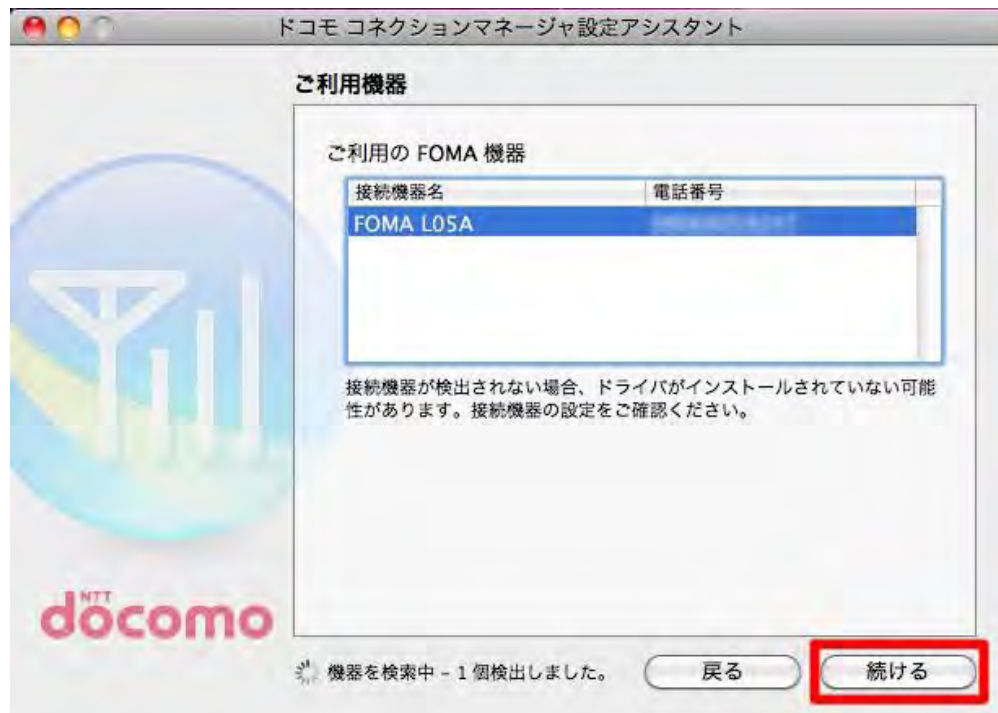 ドコモ コネクションマネージャ設定アシスタント
ご利用機器
ご利用の FOMA 機器
接続機器名 電話番号
FOMA L05A
接続機器が検出されない場合、ドライバがインストールされていない可能
性があります。接続機器の設定をご確認ください。
NTT
docomo
機器を検索中 – 1 個検出しました。 戻る 続ける